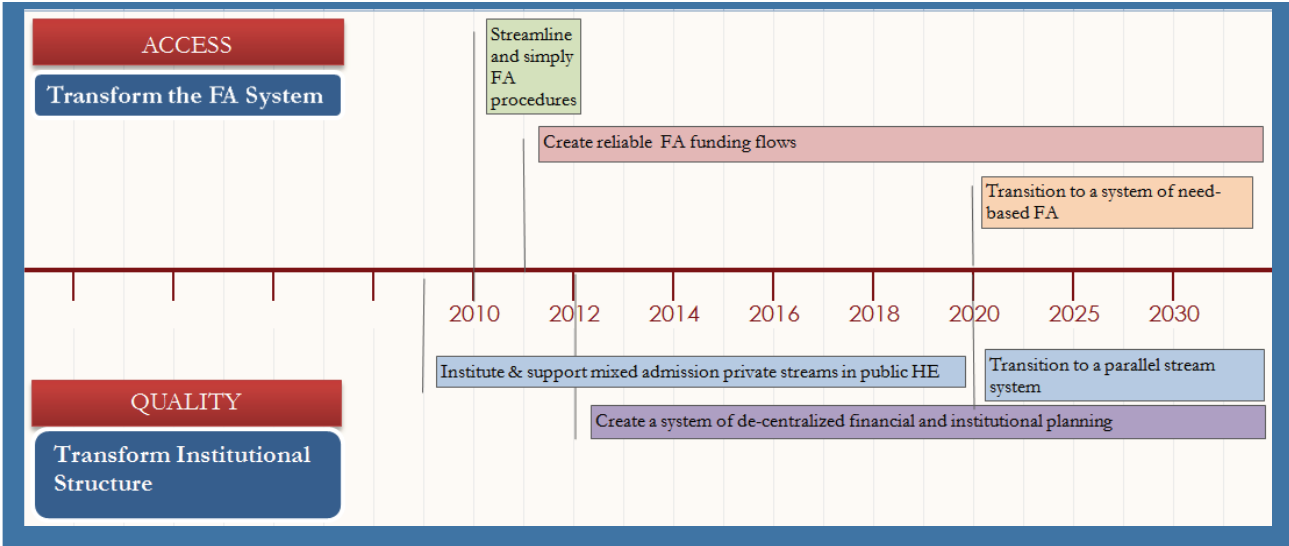 ACCESS
Transform the FA System
Streamline
and simply
FA
procedures
Create reliable FA funding flows
Transition to a system of need-
based FA
2010 2012 2014 2016 2018 2020 2025 2030
Institute & support mixed admission private streams in public HE
Transition to a parallel stream
system
QUALITY
Create a system of de-centralized financial and institutional planning
Transform Institutional
Structure